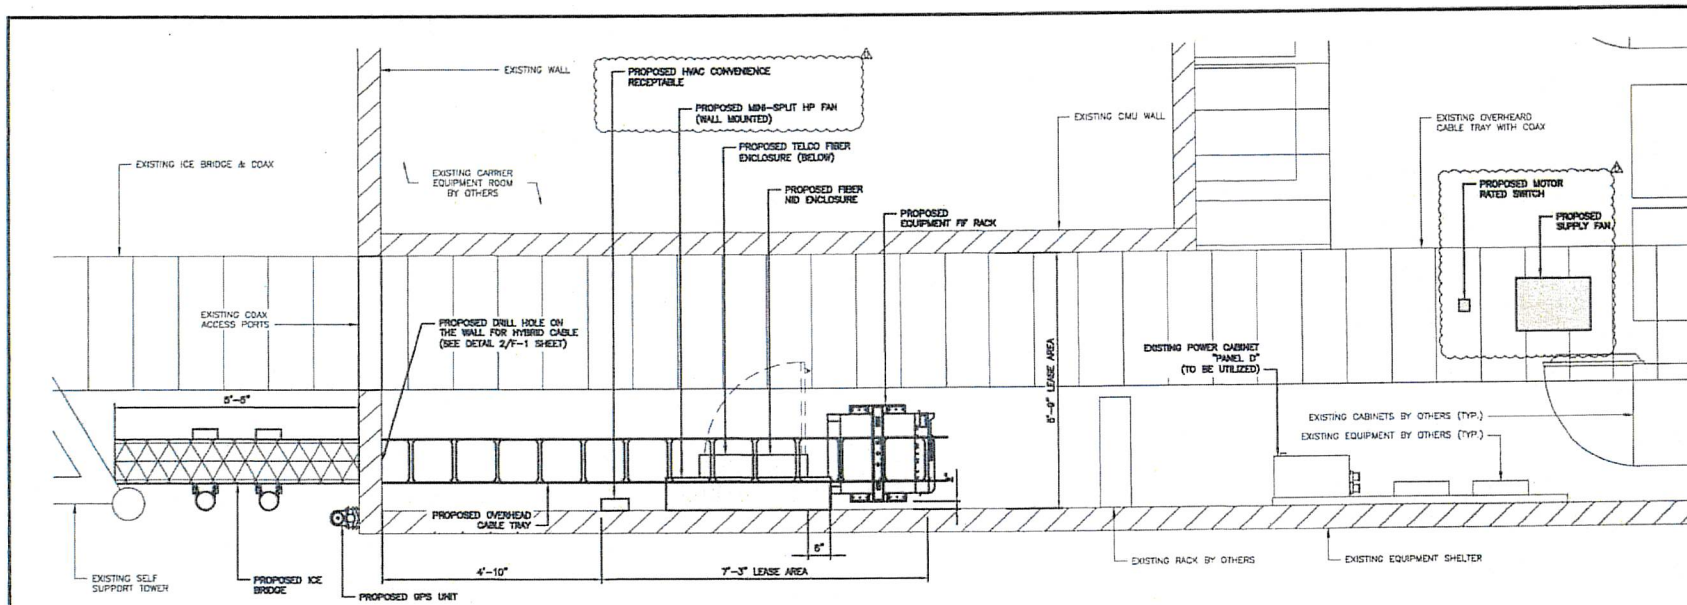 EXISTING WALL
PROPOSED HVAC CONVENIENCE
RECEPTABLE
PROPOSED MINI-SPLIT HP FAN
(WALL MOUNTED)
PROPOSED TELCO FIBER
ENCLOSURE (BELOW)
PROPOSED FIBER
NID ENCLOSURE
PROPOSED
EQUIPMENT FIF RACK
EXISTING CMU WALL
EXISTING OVERHEARD
CABLE TRAY WITH COAX
PROPOSED MOTOR
RATED SWITCH
PROPOSED
SUPPLY FAN
EXISTING ICE BRIDGE & COAX
EXISTING CARRIER
EQUIPMENT ROOM
BY OTHERS
EXISTING COAX
ACCESS PORTS
PROPOSED DRILL HOLE ON
THE WALL FOR HYBRID CABLE
(SEE DETAIL 2/F-1 SHEET)
LEASE AREA
EXISTING POWER CABINET
"PANEL D"
(TO BE UTILIZED)
5'-5"
EXISTING CABINETS BY OTHERS (TYP.)
EXISTING EQUIPMENT BY OTHERS (TYP.)
PROPOSED OVERHEAD
CABLE TRAY
EXISTING SELF
SUPPORT TOWER
PROPOSED ICE
BRIDGE
PROPOSED GPS UNIT
4'-10"
7'-3" LEASE AREA
EXISTING RACK BY OTHERS
EXISTING EQUIPMENT SHELTER